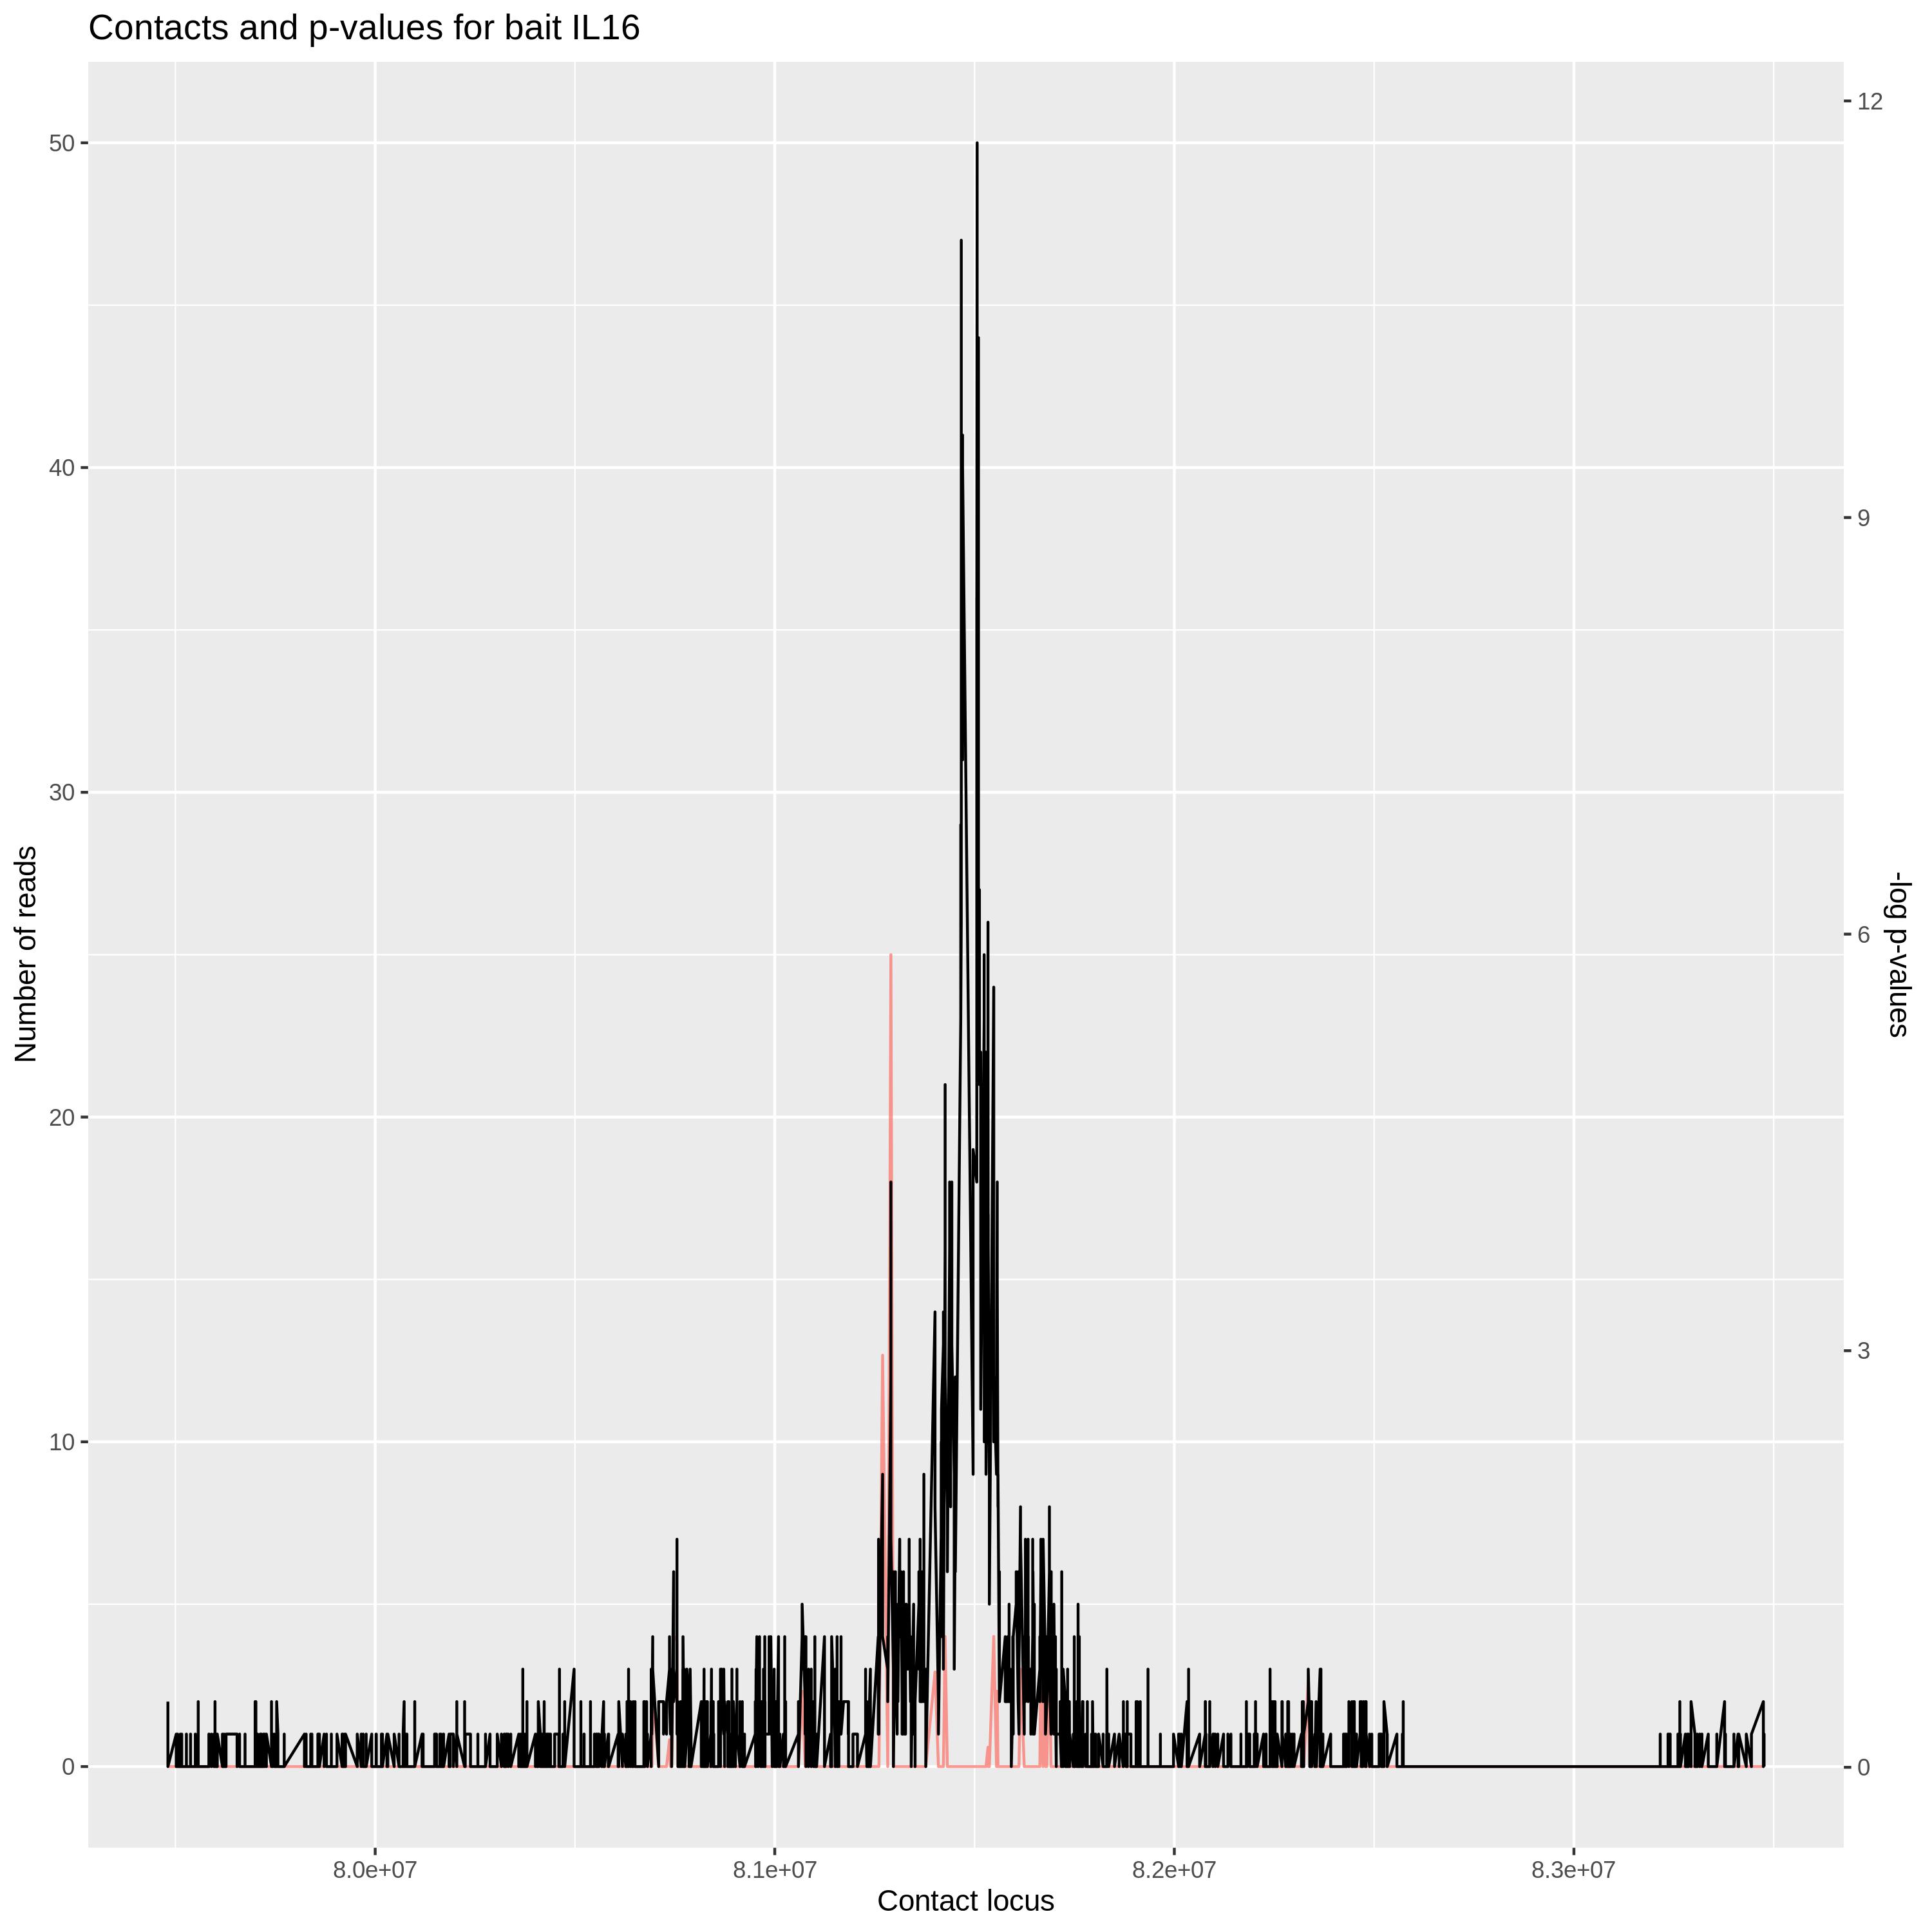 Contacts and p-values for bait IL16
50
40
30
20
10
0
Number of reads
12
9
6
3
0
-log p-values
8.0e+07
8.1e+07
8.2e+07
8.3e+07
Contact locus